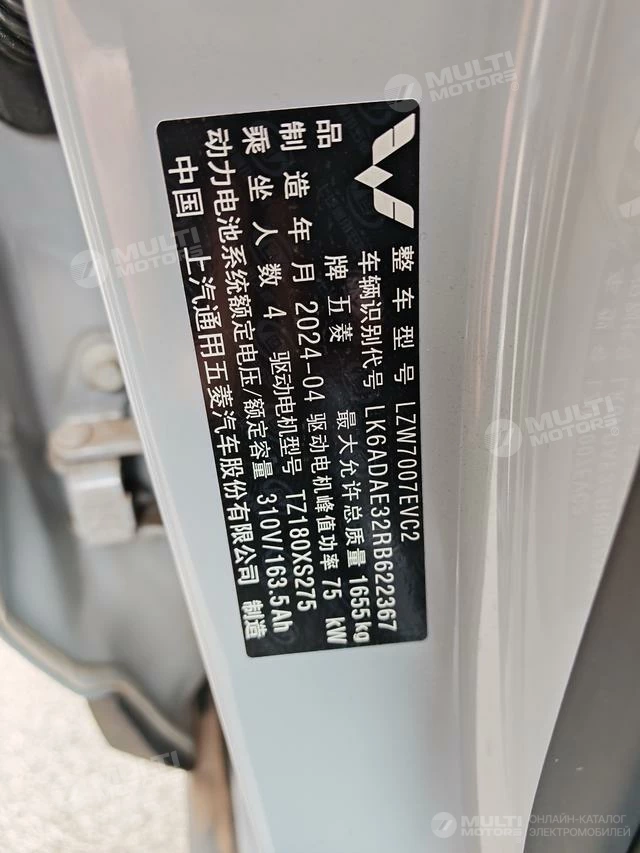 整车型号 LZW7007EVC2
车辆识别代号 LK6ADAE32RB622367
品牌 五菱 最大允许总质量 1655kg
制造年月 2024-04 驱动电机峰值功率 75 kW
乘坐人数 4 驱动电机型号 TZ180XS275
动力电池系统额定电压/额定容量 310V/163.5Ah
中国 上汽通用五菱汽车股份有限公司 制造
MULTI MOTORS
MULTI MOTORS
MULTI MOTORS
MULTI MOTORS
MULTI MOTORS ОНЛАЙН-КАТАЛОГ
ЭЛЕКТРОМОБИЛЕЙ